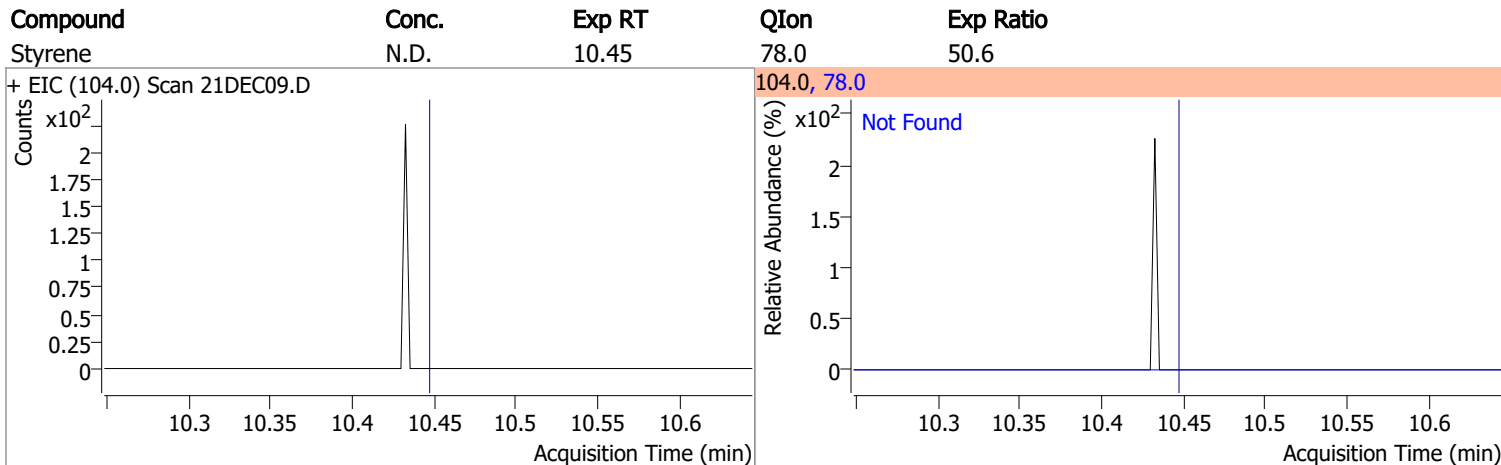 Compound Conc. Exp RT QIon Exp Ratio
Styrene N.D. 10.45 78.0 50.6
+ EIC (104.0) Scan 21DEC09.D
Counts
x10²
2
1.75
1.5
1.25
1
0.75
0.5
0.25
0
10.3 10.35 10.4 10.45 10.5 10.55 10.6
Acquisition Time (min)
104.0, 78.0
Relative Abundance (%)
x10²
Not Found
2
1.5
1
0.5
0
10.3 10.35 10.4 10.45 10.5 10.55 10.6
Acquisition Time (min)